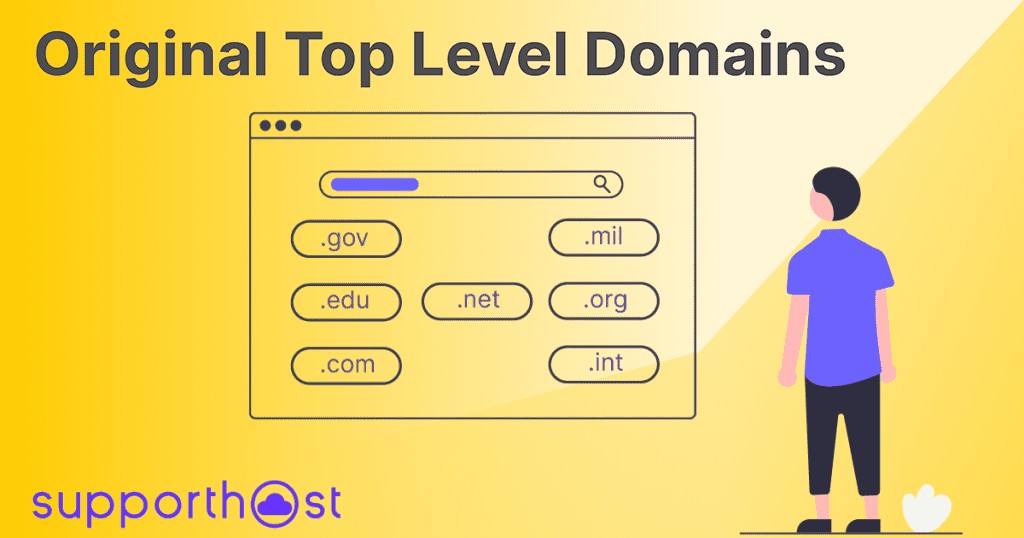 Original Top Level Domains
.gov
.mil
.edu
.net
.org
.com
.int
supporthost